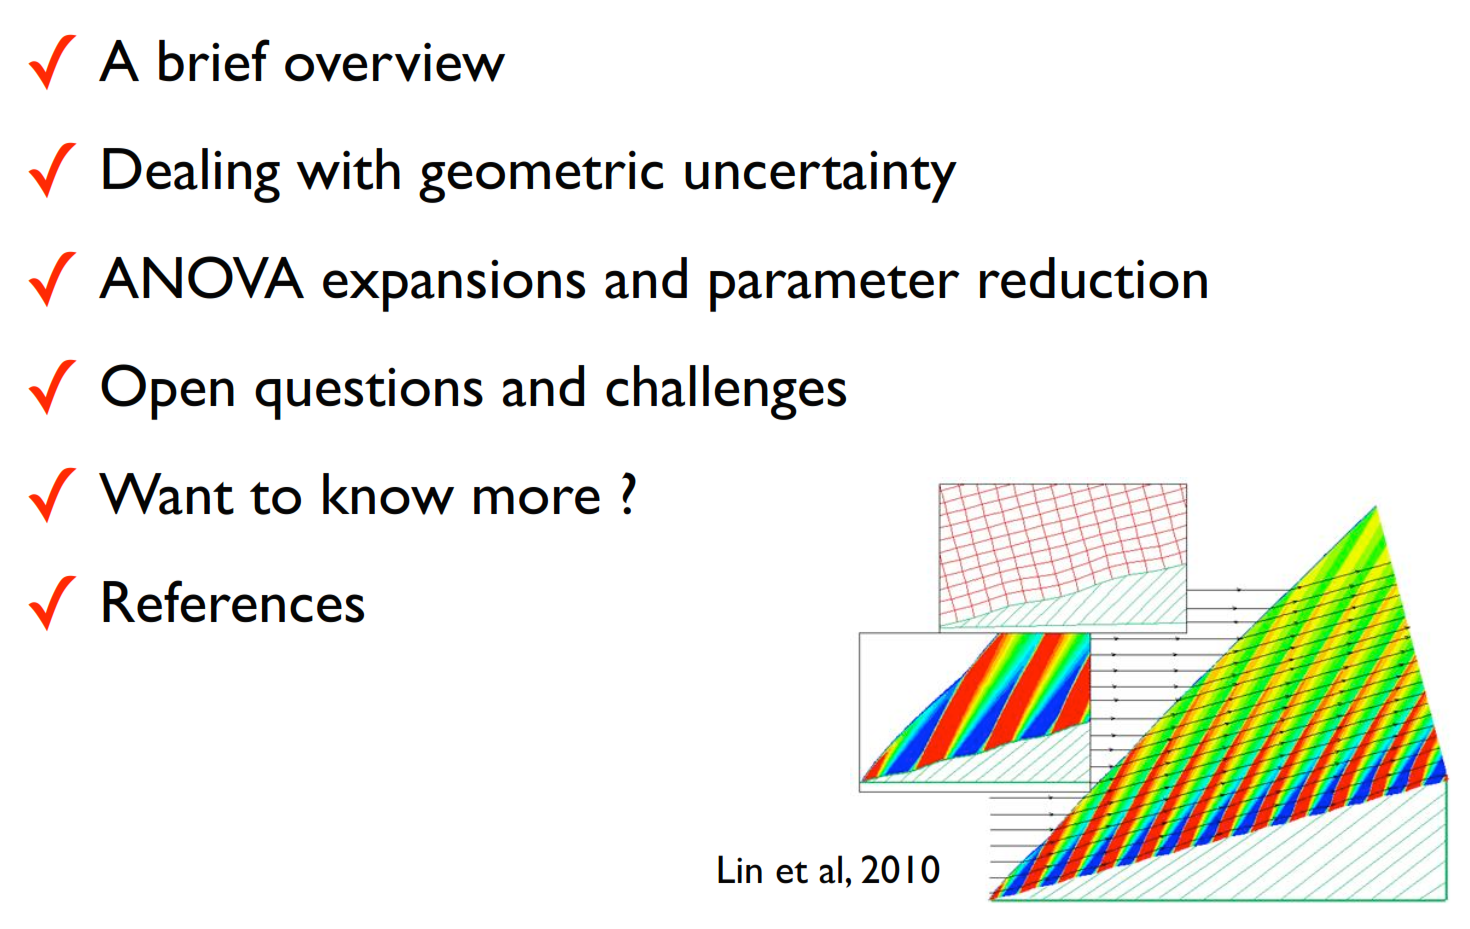 ✓ A brief overview
✓ Dealing with geometric uncertainty
✓ ANOVA expansions and parameter reduction
✓ Open questions and challenges
✓ Want to know more ?
✓ References
Lin et al, 2010